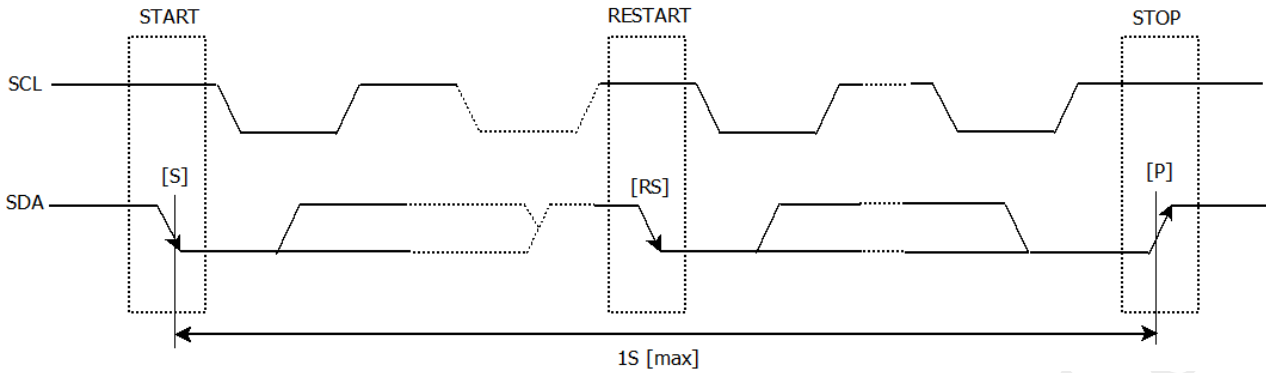 START RESTART STOP
SCL
[S] [RS] [P]
SDA
1S [max]